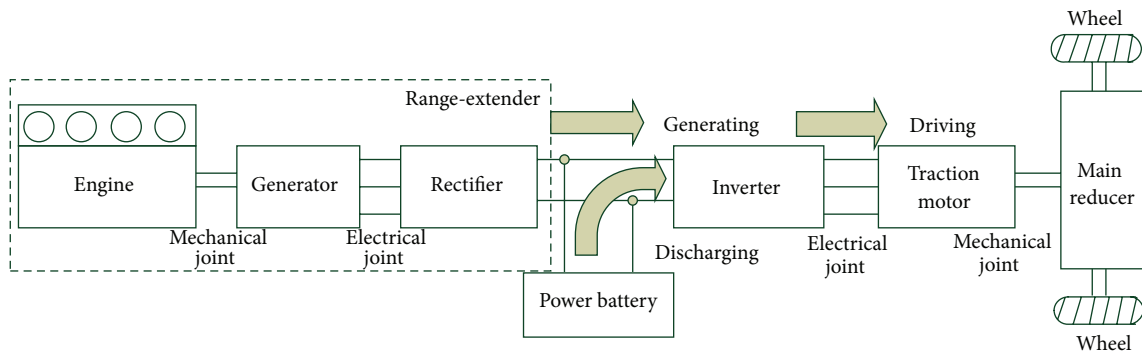 Wheel
Range-extender
Generating
Driving
Engine
Generator
Rectifier
Inverter
Traction
motor
Main
reducer
Mechanical
joint
Electrical
joint
Discharging
Electrical
joint
Mechanical
joint
Power battery
Wheel